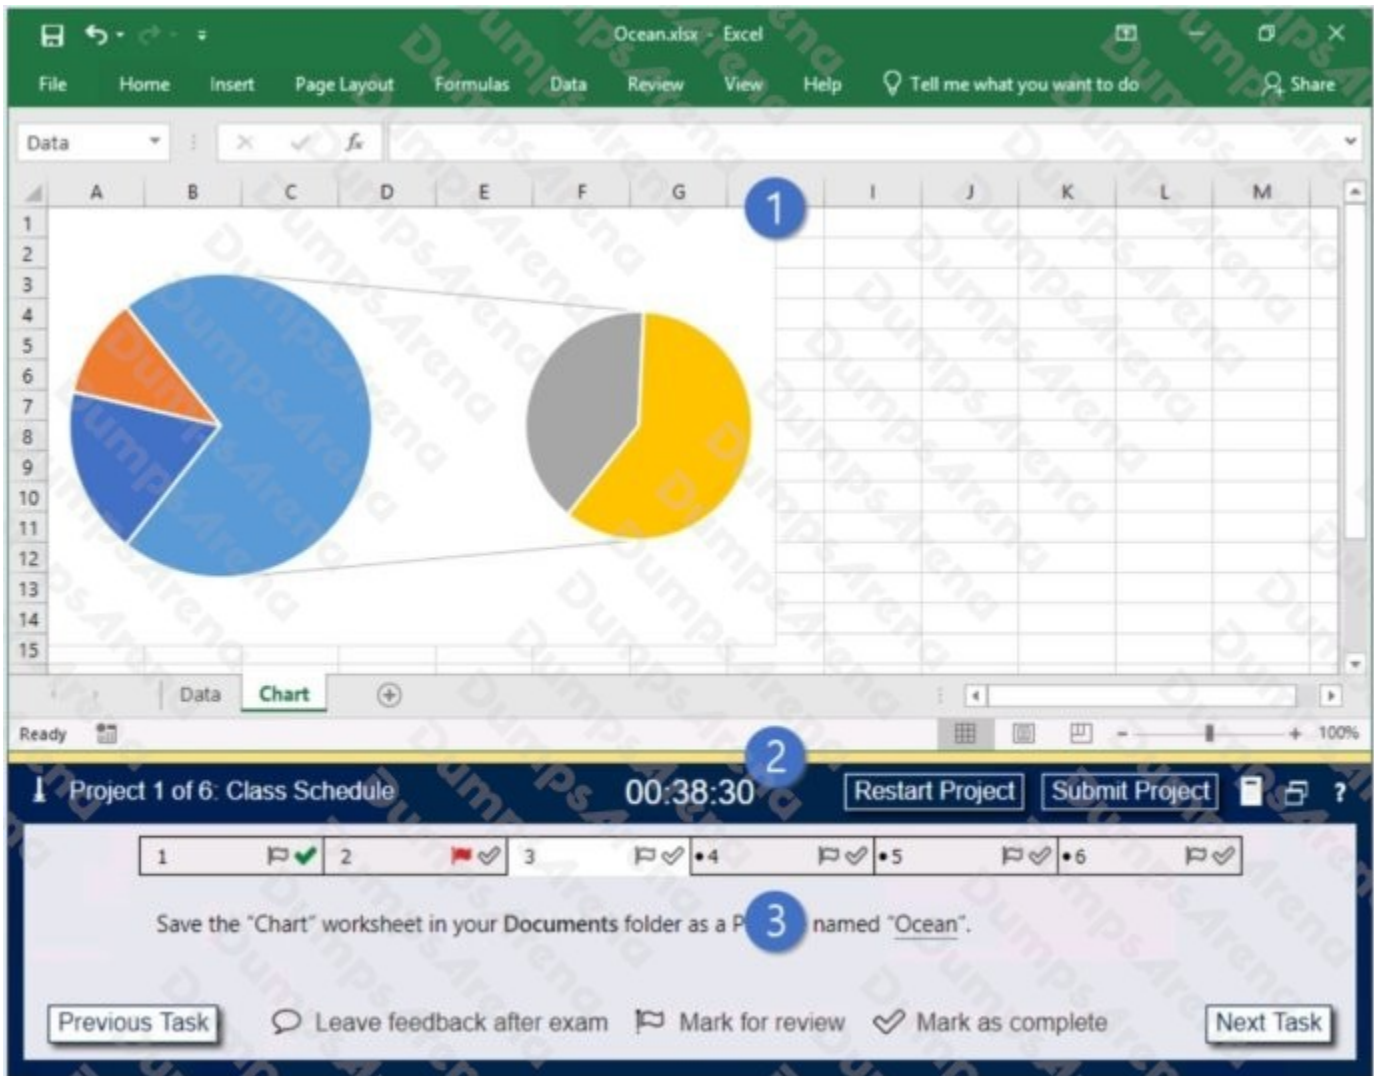 Ocean.xlsx - Excel
File Home Insert Page Layout Formulas Data Review View Help Tell me what you want to do Share
Data fx
A B C D E F G 1 I J K L M
1
2
3
4
5
6
7
8
9
10
11
12
13
14
15
Data Chart
Ready 100%
2
Project 1 of 6: Class Schedule 00:38:30 Restart Project Submit Project ?
1 2 3 •4 •5 •6
Save the "Chart" worksheet in your Documents folder as a P 3 named "Ocean".
Previous Task Leave feedback after exam Mark for review Mark as complete Next Task
DumpsArena